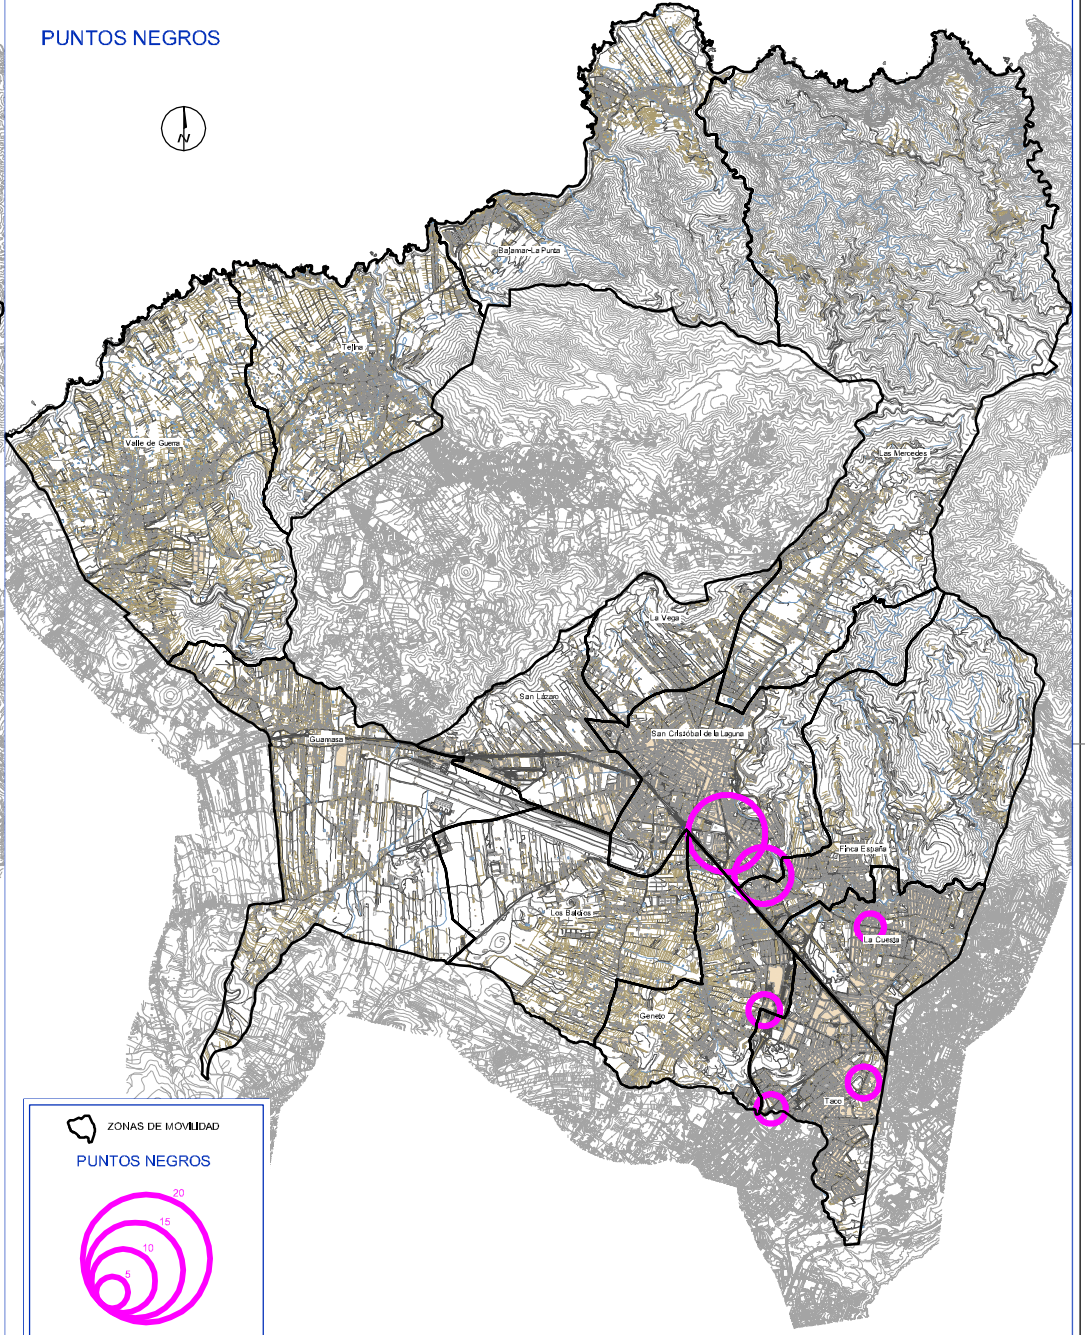 PUNTOS NEGROS
N
Bajamar-La Punta
Tejina
Valle de Guerra
Las Mercedes
La Vega
San Lázaro
San Cristóbal de la Laguna
Guamasa
Finca España
Los Baldíos
La Cuesta
Geneto
Taco
ZONAS DE MOVILIDAD
PUNTOS NEGROS
20
15
10
5